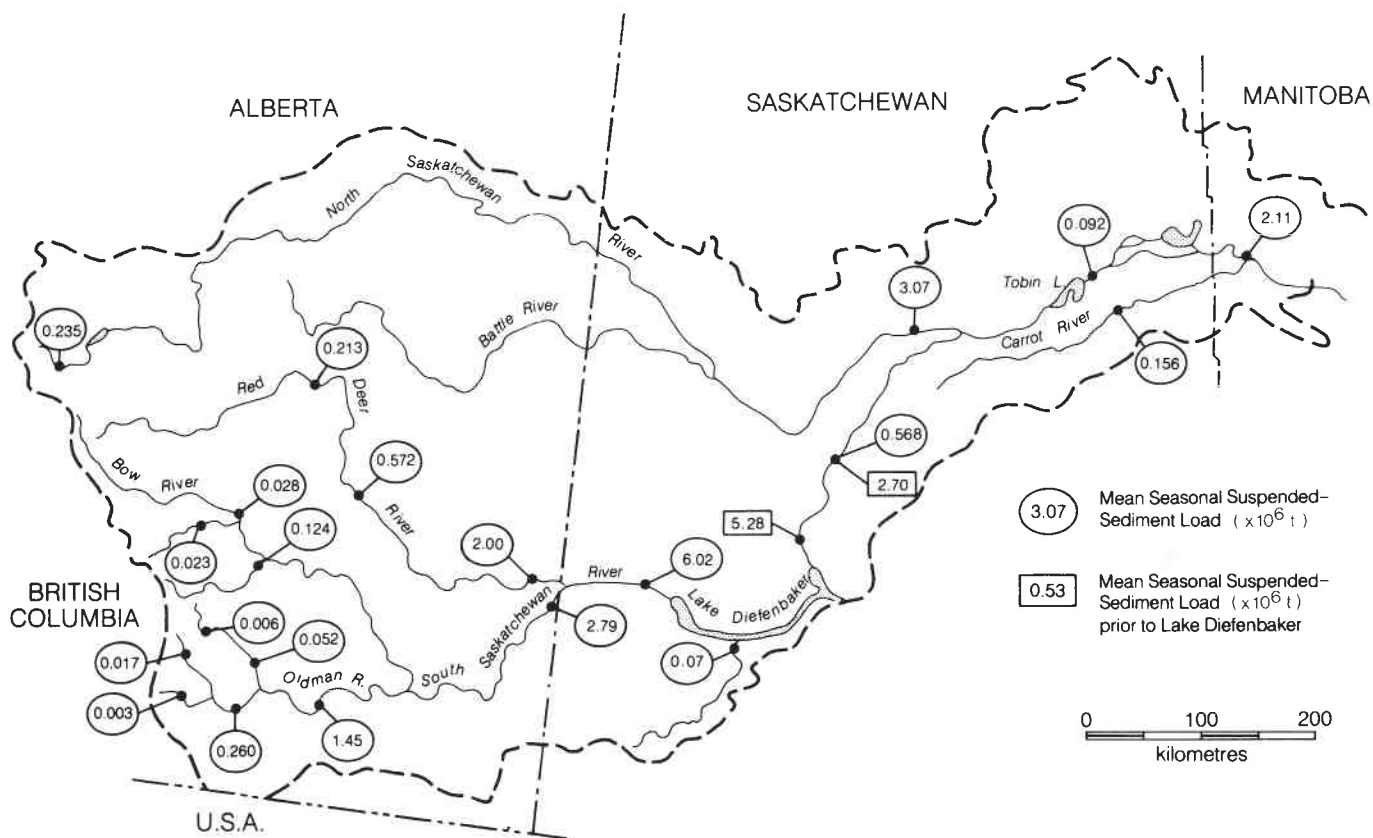 ALBERTA
SASKATCHEWAN
MANITOBA
North
Saskatchewan
River
Battle River
Red
Deer
River
Bow
River
BRITISH
COLUMBIA
Oldman R.
South
Saskatchewan
River
Lake
Diefenbaker
Tobin L.
Carrot River
U.S.A.
0.235
0.213
0.572
0.028
0.023
0.124
0.006
0.017
0.052
0.003
0.260
1.45
2.00
2.79
6.02
0.07
5.28
0.568
2.70
3.07
0.092
0.156
2.11
3.07
Mean Seasonal Suspended–
Sediment Load (×10⁶ t)
0.53
Mean Seasonal Suspended–
Sediment Load (×10⁶ t)
prior to Lake Diefenbaker
0 100 200
kilometres